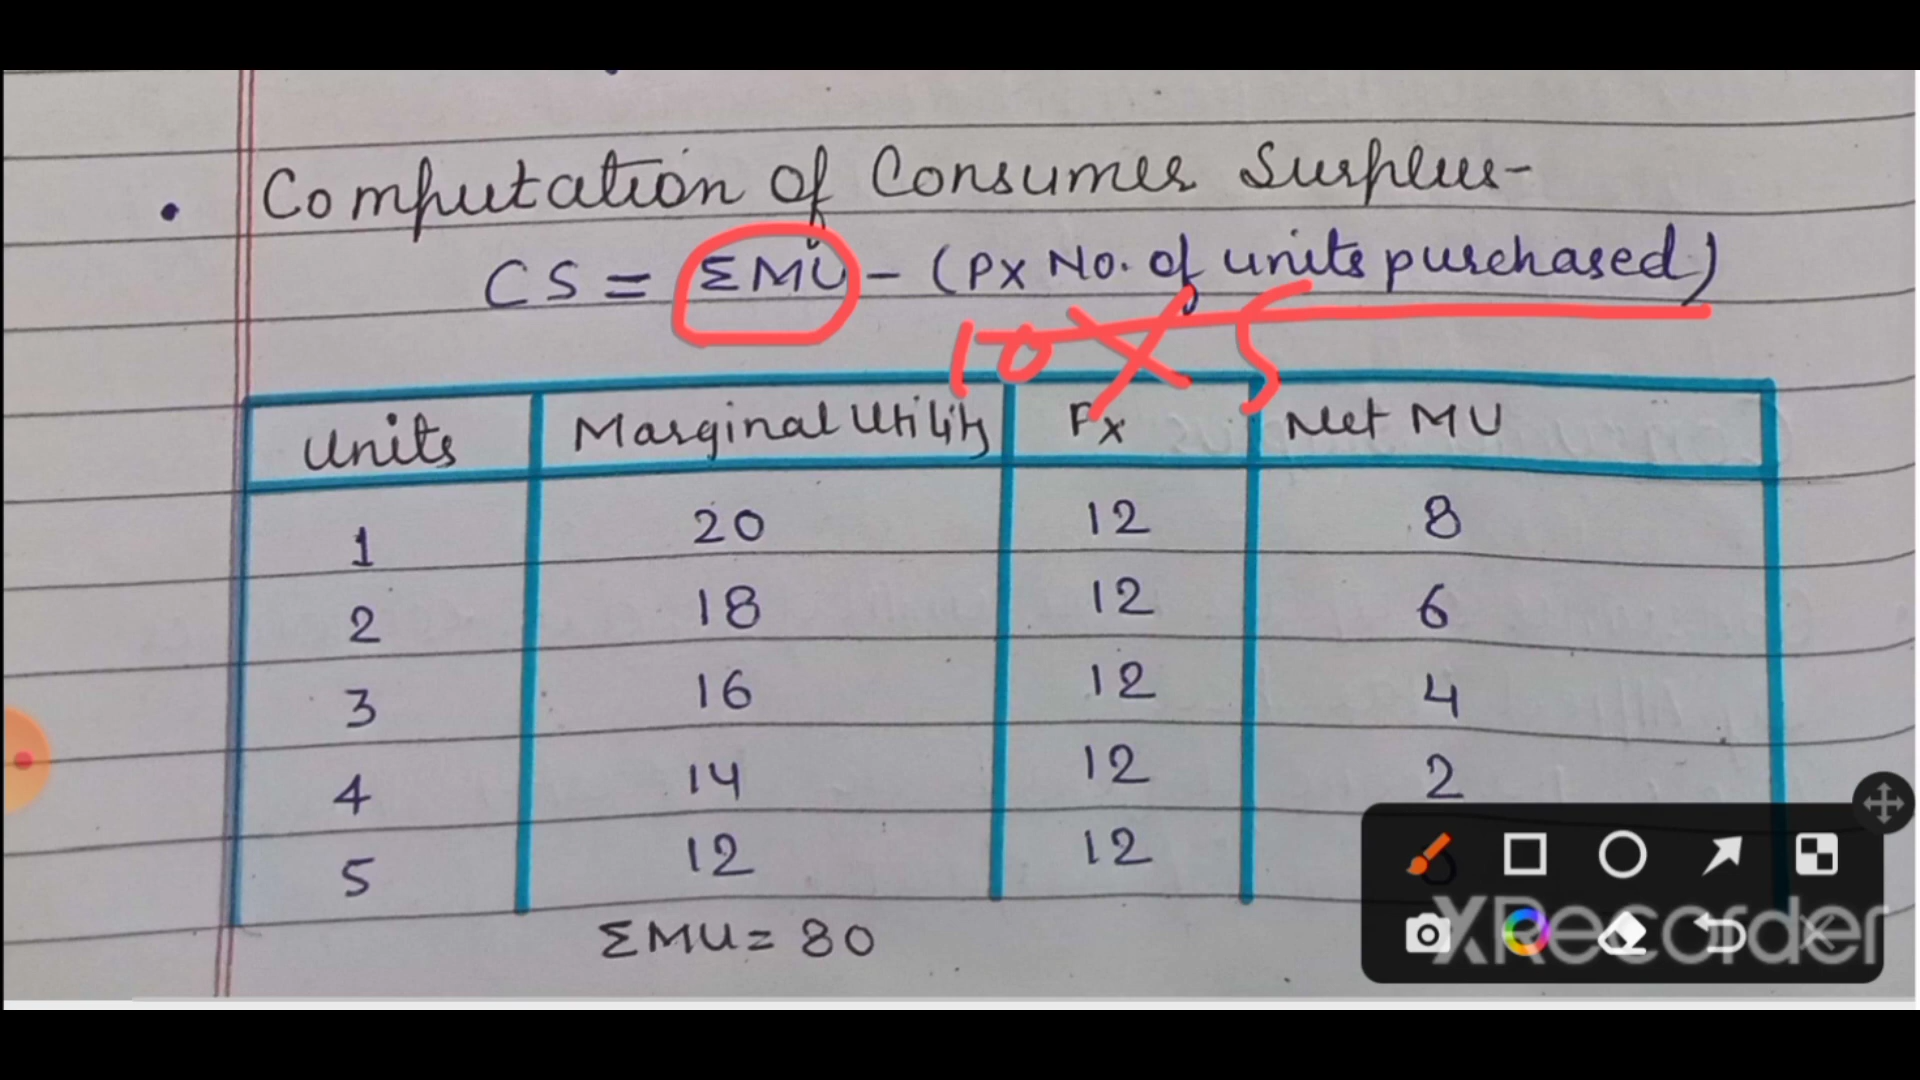 . Computation of Consumer Surplus-
CS = ΣMU - (PX No. of units purchased)
10X5
Units Marginal Utility Px Net MU
1 20 12 8
2 18 12 6
3 16 12 4
4 14 12 2
5 12 12
ΣMU = 80
XRecorder